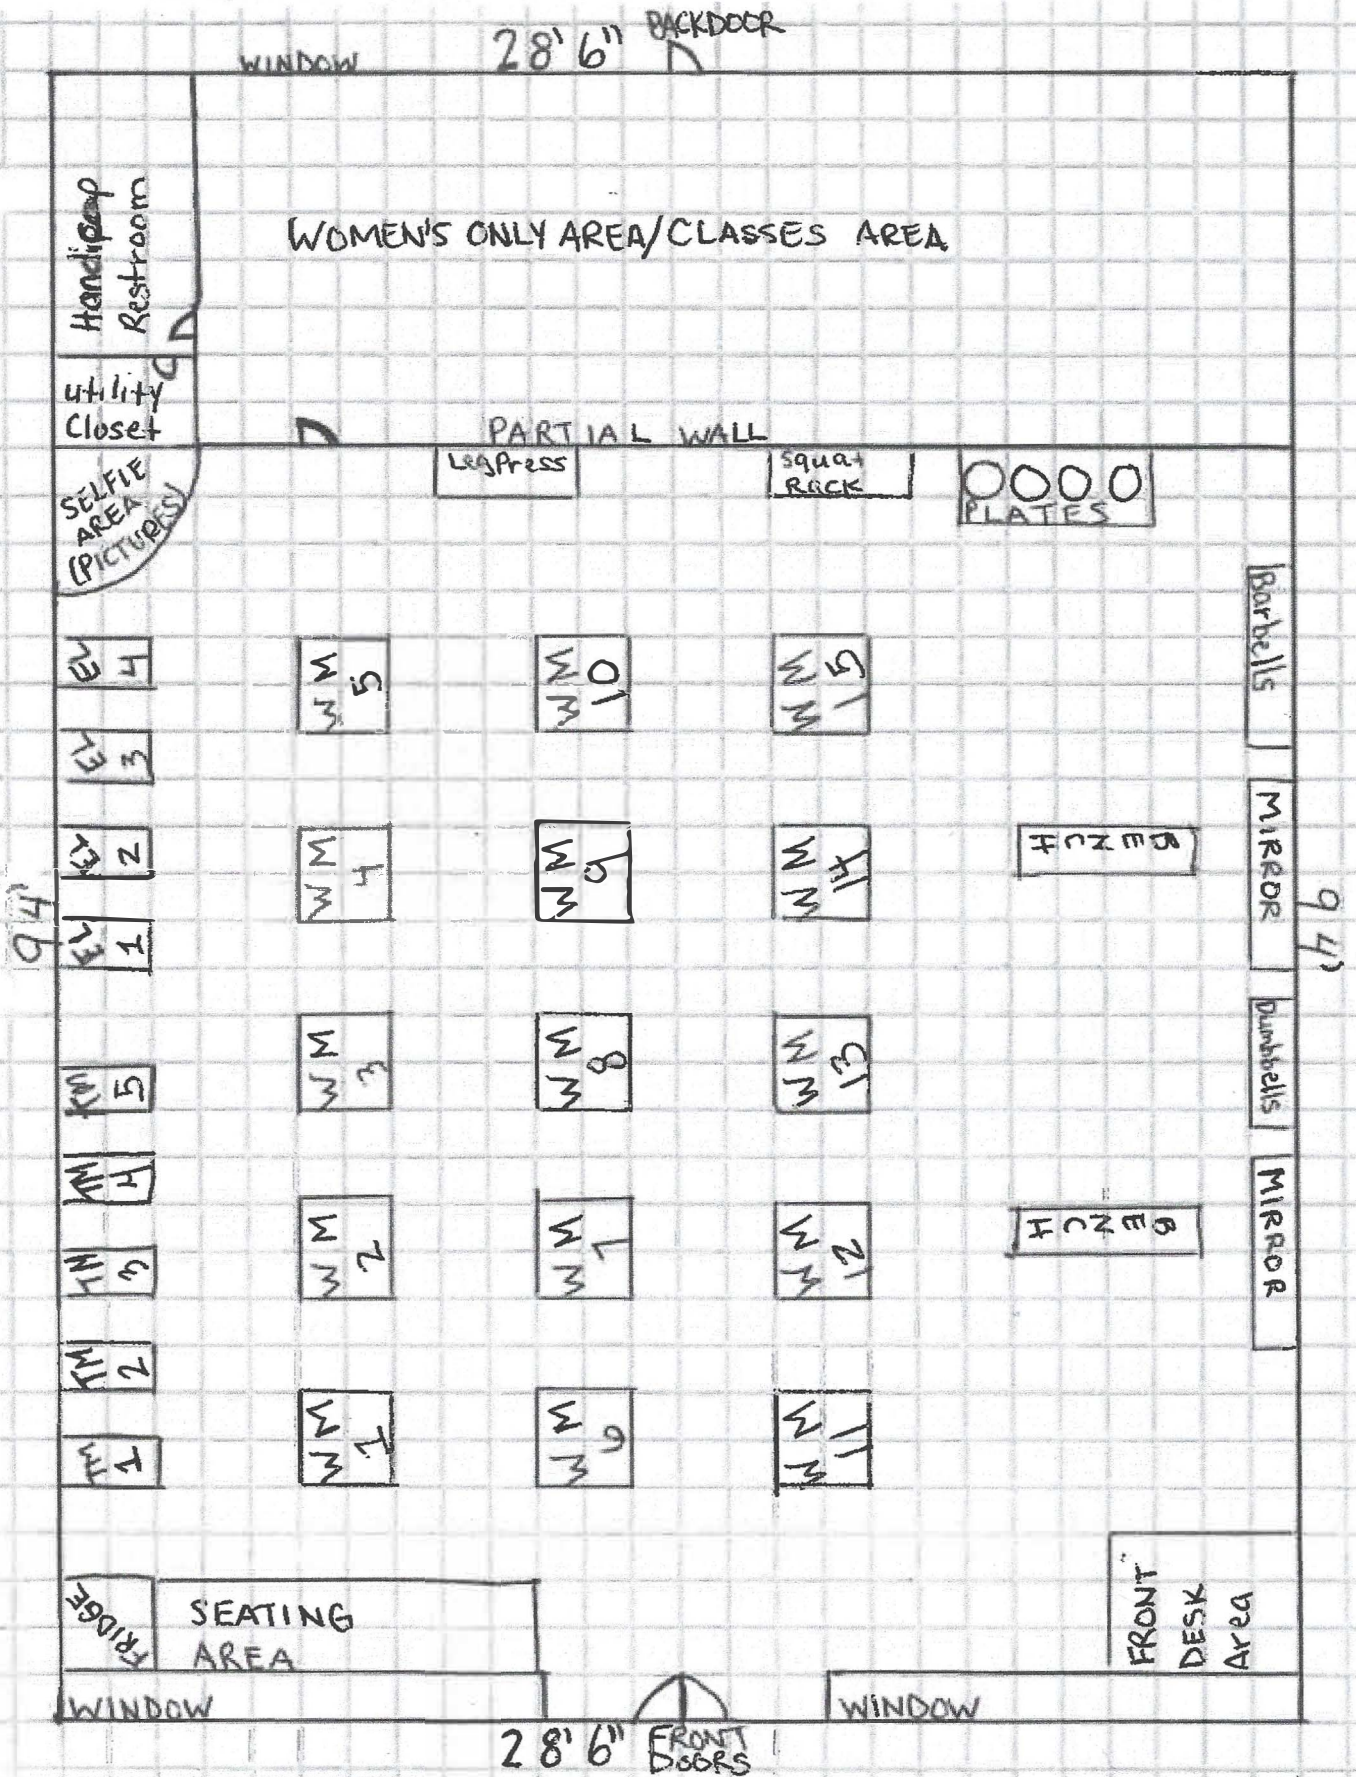 BACKDOOR
WINDOW
28' 6"
Restroom
WOMEN'S ONLY AREA/CLASSES AREA
utility
Closet
PARTIAL WALL
SELFIE
AREA
(PICTURES)
LegPress
squat
RACK
PLATES
Barbells
EL 4
EL 3
EL 2
EL 1
WM 5
WM 10
WM 15
WM 4
WM 9
WM 14
BENCH
MIRROR
94'
94'
WM 3
WM 8
WM 13
Dumbbells
TM 5
TM 4
TM 3
TM 2
TM 1
WM 2
WM 7
WM 12
BENCH
MIRROR
WM 1
WM 6
WM 11
FRIDGE
SEATING
AREA
FRONT
DESK
Area
WINDOW
WINDOW
28' 6"
FRONT
DOORS